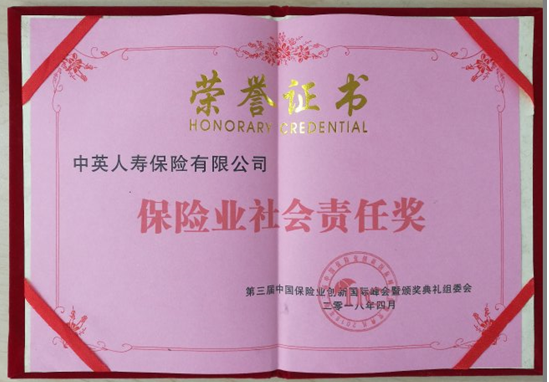 荣誉证书
HONORARY CREDENTIAL
中英人寿保险有限公司
保险业社会责任奖
第三届中国保险业创新国际峰会暨颁奖典礼组委会
二零一八年四月